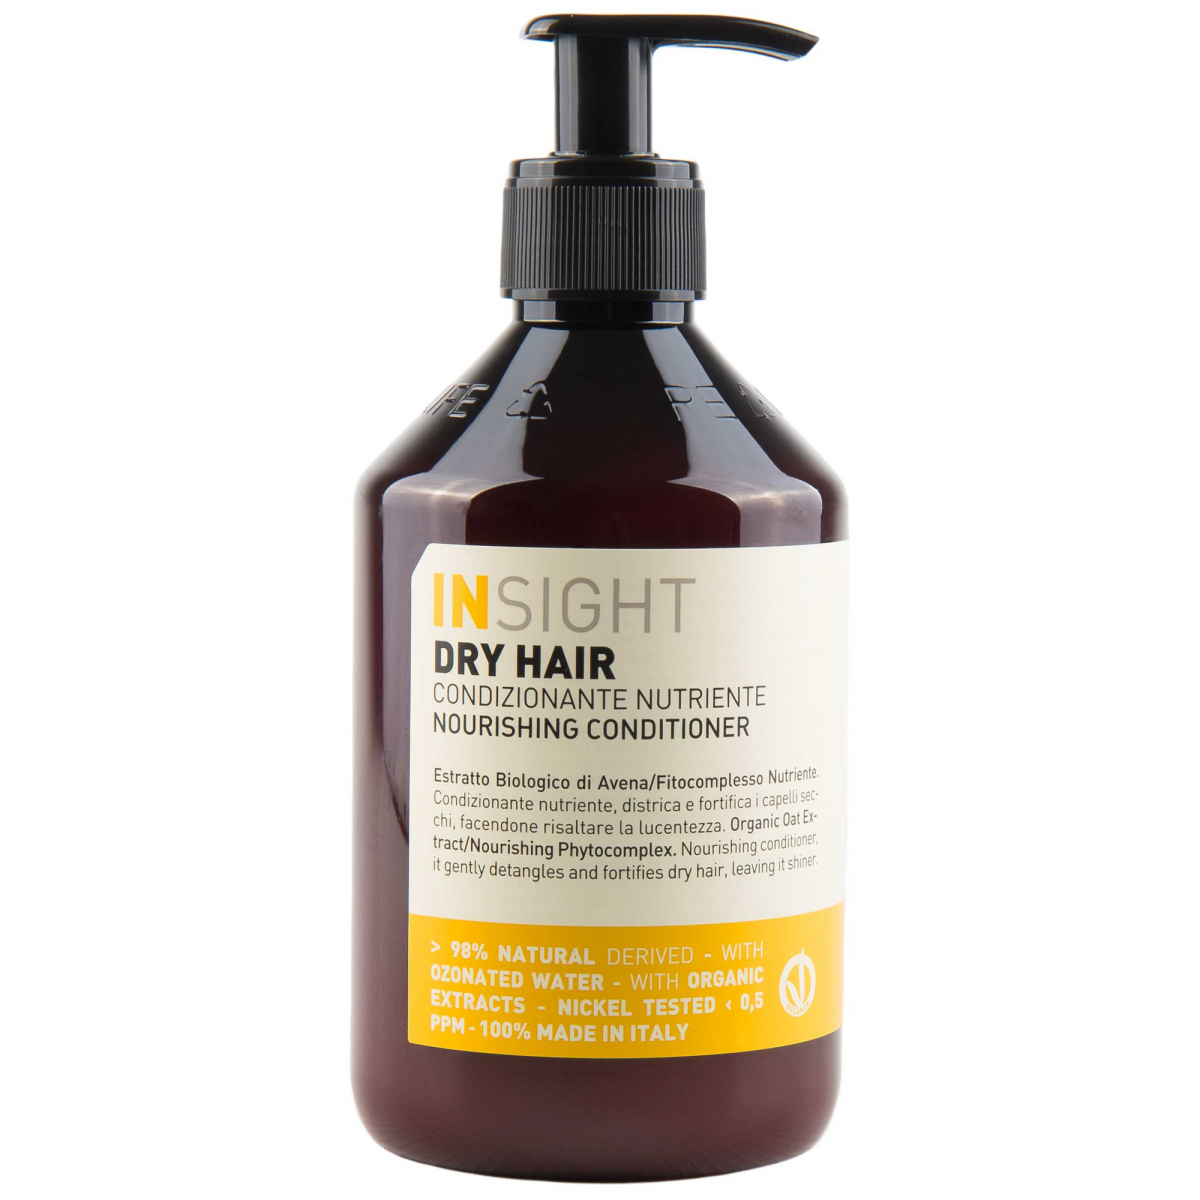 IFE PE
INSIGHT
DRY HAIR
CONDIZIONANTE NUTRIENTE
NOURISHING CONDITIONER
Estratto Biologico di Avena/Fitocomplesso Nutriente.
Condizionante nutriente, districa e fortifica i capelli sec-
chi, facendone risaltare la lucentezza. Organic Oat Ex-
tract/Nourishing Phytocomplex. Nourishing conditioner,
it gently detangles and fortifies dry hair, leaving it shiner.
> 98% NATURAL DERIVED - WITH
OZONATED WATER - WITH ORGANIC
EXTRACTS - NICKEL TESTED < 0,5
PPM - 100% MADE IN ITALY